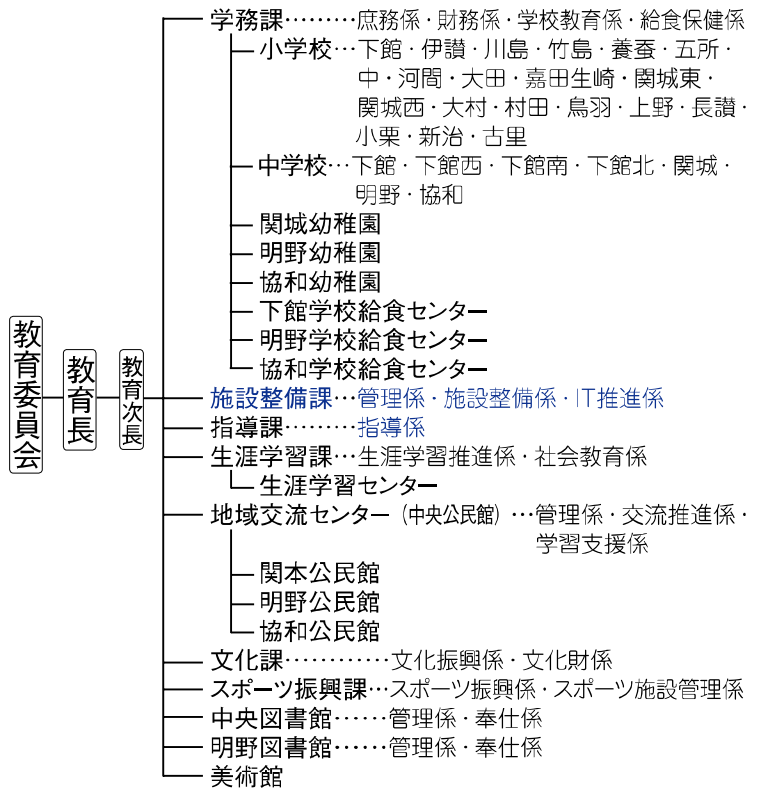 教育委員会
教育長
教育次長
学務課………庶務係・財務係・学校教育係・給食保健係
小学校…下館・伊讃・川島・竹島・養蚕・五所・
中・河間・大田・嘉田生崎・関城東・
関城西・大村・村田・鳥羽・上野・長讃・
小栗・新治・古里
中学校…下館・下館西・下館南・下館北・関城・
明野・協和
関城幼稚園
明野幼稚園
協和幼稚園
下館学校給食センター
明野学校給食センター
協和学校給食センター
施設整備課…管理係・施設整備係・IT推進係
指導課………指導係
生涯学習課…生涯学習推進係・社会教育係
生涯学習センター
地域交流センター（中央公民館）…管理係・交流推進係・
学習支援係
関本公民館
明野公民館
協和公民館
文化課…………文化振興係・文化財係
スポーツ振興課…スポーツ振興係・スポーツ施設管理係
中央図書館……管理係・奉仕係
明野図書館……管理係・奉仕係
美術館